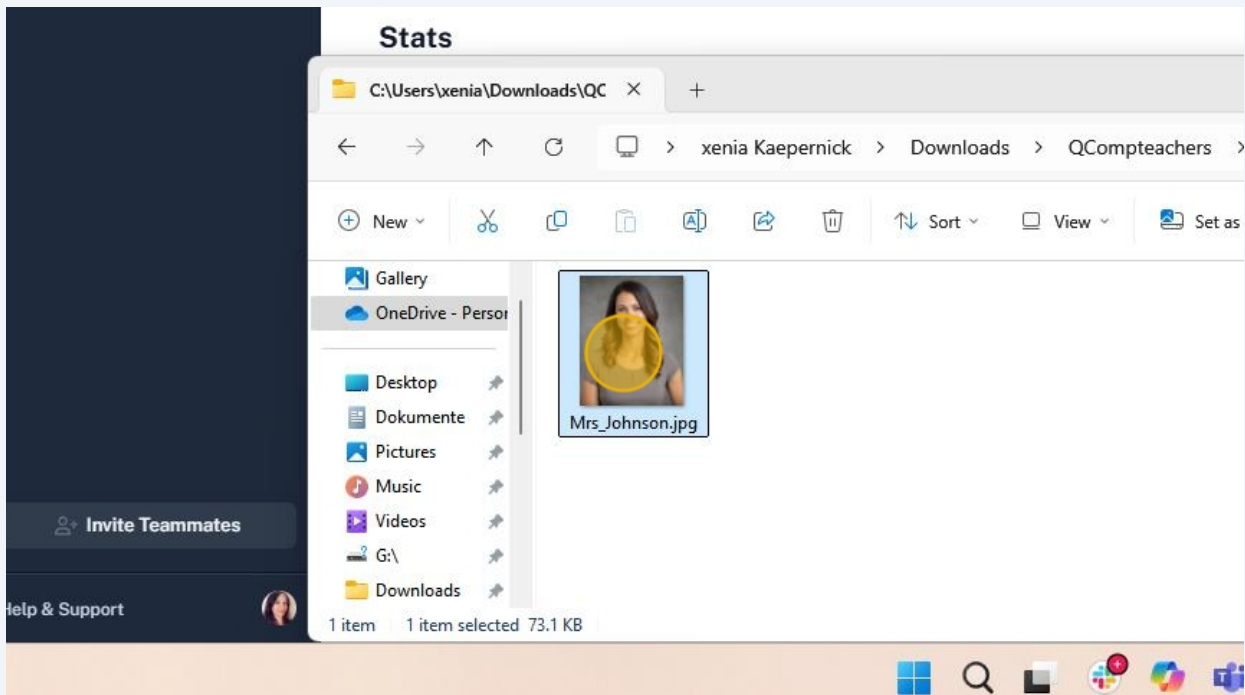 Stats
C:\Users\xenia\Downloads\QC
xenia Kaepernick > Downloads > QCompteachers >
New Sort View Set as
Gallery
OneDrive - Person
Desktop
Dokumente
Pictures
Music
Videos
G:\
Downloads
Mrs_Johnson.jpg
1 item 1 item selected 73.1 KB
Invite Teammates
Help & Support